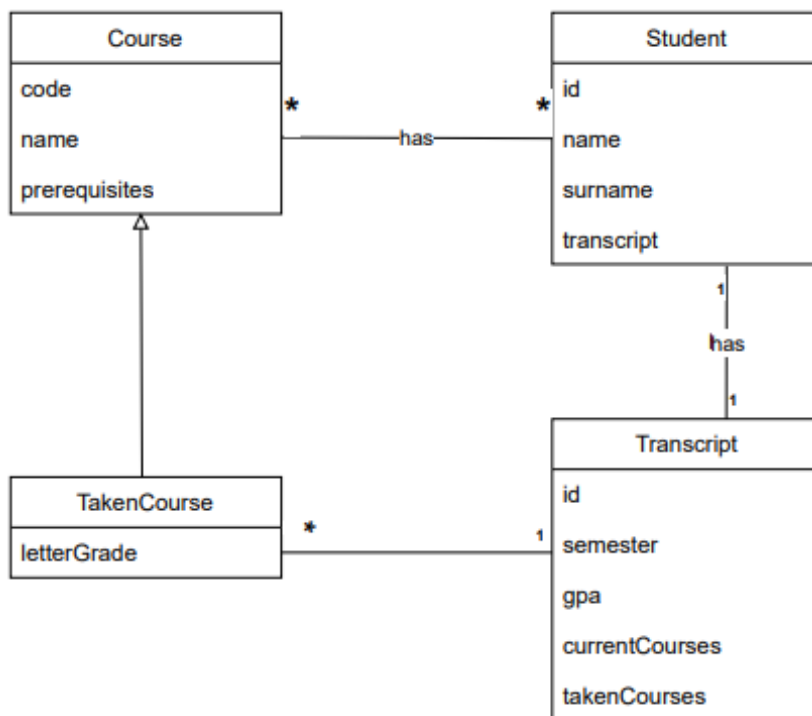 Course
code
name
prerequisites
*
has
*
Student
id
name
surname
transcript
1
has
1
TakenCourse
letterGrade
*
1
Transcript
id
semester
gpa
currentCourses
takenCourses